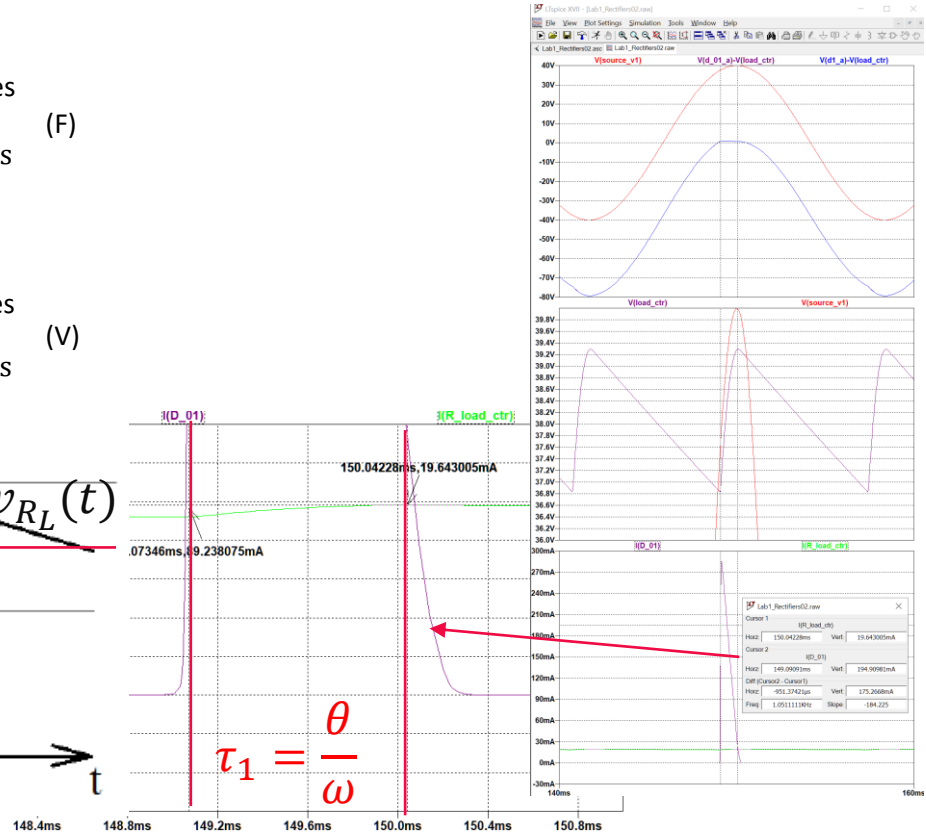 es
(F)
s
es
(V)
s
v_{R_L}(t)
t
I(D_01)
I(R_load_ctr)
150.04228ms,19.643005mA
.07346ms,89.238075mA
τ₁ = θ/ω
148.4ms 148.8ms 149.2ms 149.6ms 150.0ms 150.4ms 150.8ms
LTspice XVII - [Lab1_Rectifiers02.raw]
File View Plot Settings Simulation Tools Window Help
Lab1_Rectifiers02.asc Lab1_Rectifiers02.raw
V(source_v1) V(d_01_a)-V(load_ctr) V(d1_a)-V(load_ctr)
40V
30V
20V
10V
0V
-10V
-20V
-30V
-40V
-50V
-60V
-70V
-80V
V(load_ctr) V(source_v1)
39.8V
39.6V
39.4V
39.2V
39.0V
38.8V
38.6V
38.4V
38.2V
38.0V
37.8V
37.6V
37.4V
37.2V
37.0V
36.8V
36.6V
36.4V
36.2V
36.0V
I(D_01) I(R_load_ctr)
300mA
270mA
240mA
210mA
180mA
150mA
120mA
90mA
60mA
30mA
0mA
-30mA
140ms 160ms
Lab1_Rectifiers02.raw
Cursor 1
I(R_load_ctr)
Horz: 150.04228ms Vert: 19.643005mA
Cursor 2
I(D_01)
Horz: 149.09091ms Vert: 194.90981mA
Diff (Cursor2 - Cursor1)
Horz: -951.37421µs Vert: 175.2668mA
Freq: 1.0511111KHz Slope: -184.225